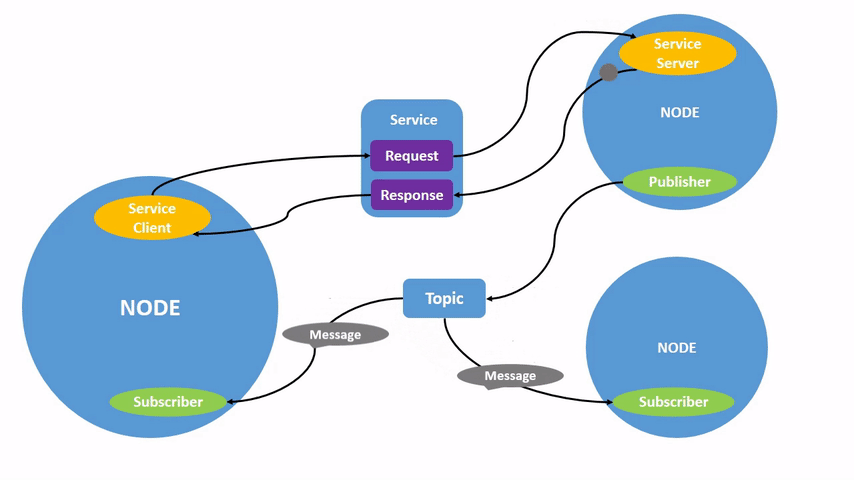 Service
Server
NODE
Publisher
Service
Request
Response
Service
Client
NODE
Subscriber
Topic
Message
Message
NODE
Subscriber